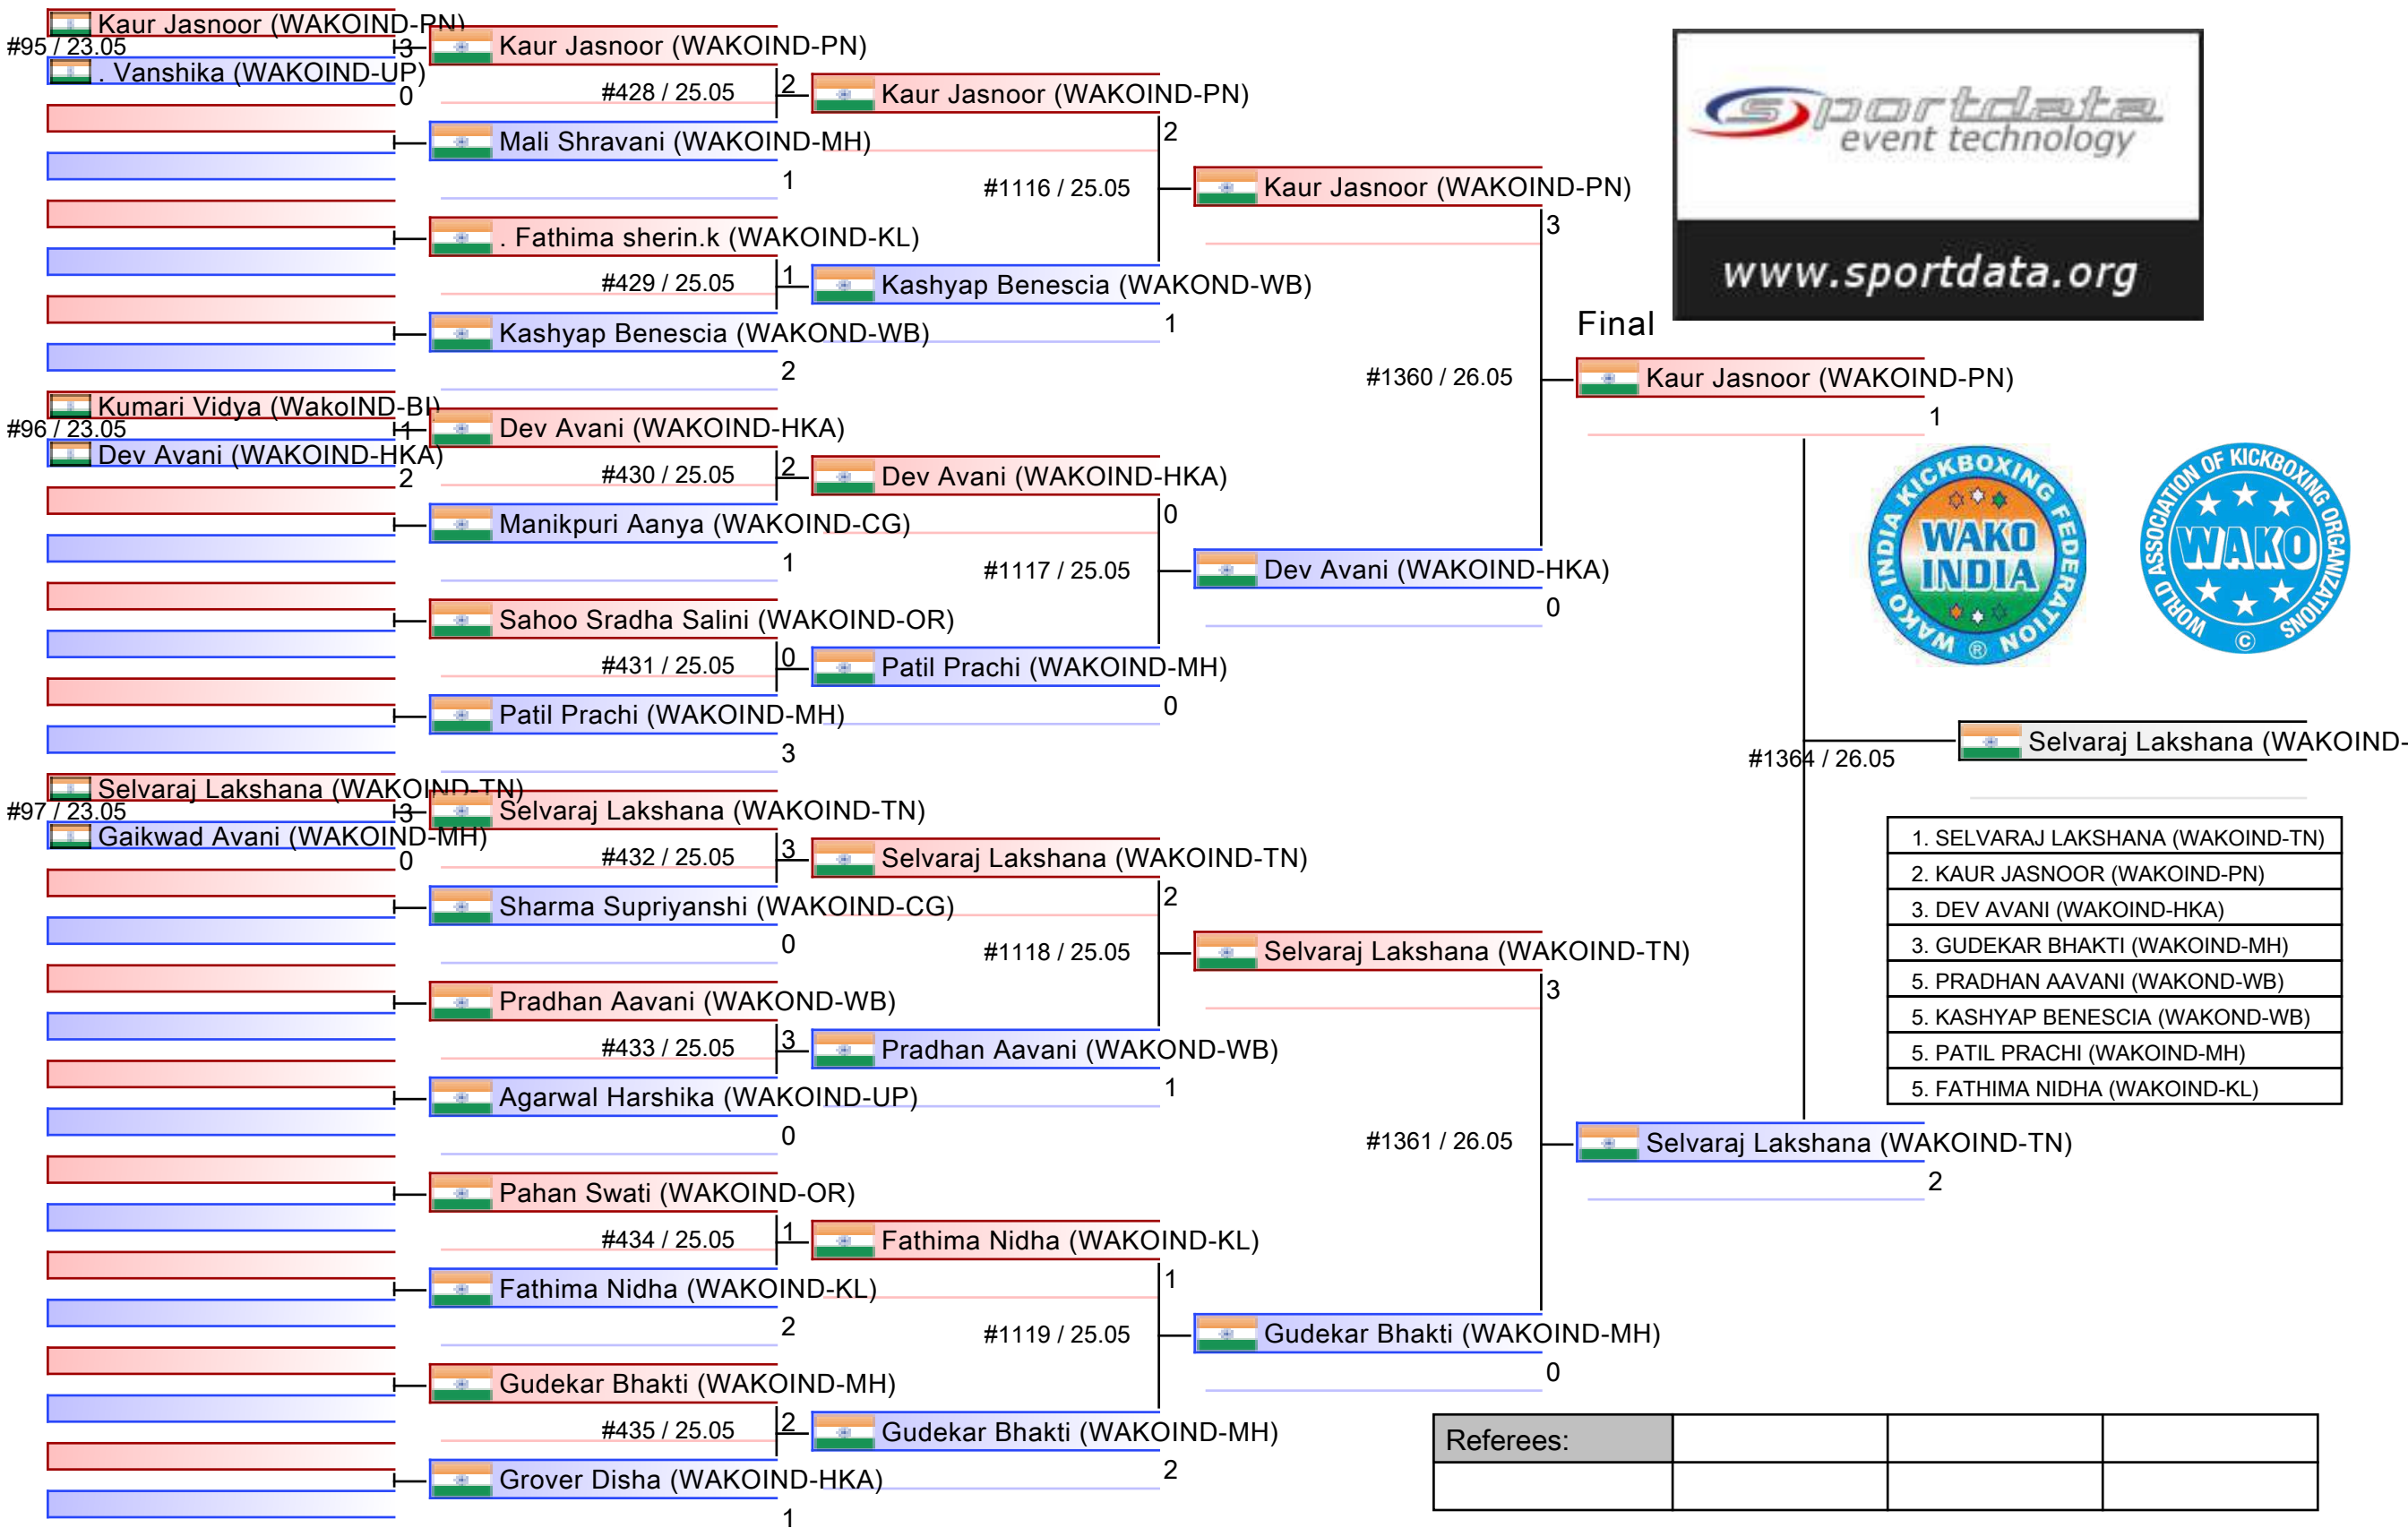 Kaur Jasnoor (WAKOIND-PN)
#95 / 23.05
3
. Vanshika (WAKOIND-UP)
0
Kaur Jasnoor (WAKOIND-PN)
#428 / 25.05
2
Mali Shravani (WAKOIND-MH)
1
. Fathima sherin.k (WAKOIND-KL)
#429 / 25.05
1
Kashyap Benescia (WAKOND-WB)
2
Kumari Vidya (WakoIND-BI)
#96 / 23.05
1
Dev Avani (WAKOIND-HKA)
2
Dev Avani (WAKOIND-HKA)
#430 / 25.05
2
Manikpuri Aanya (WAKOIND-CG)
1
Sahoo Sradha Salini (WAKOIND-OR)
#431 / 25.05
0
Patil Prachi (WAKOIND-MH)
3
Selvaraj Lakshana (WAKOIND-TN)
#97 / 23.05
3
Gaikwad Avani (WAKOIND-MH)
0
Selvaraj Lakshana (WAKOIND-TN)
#432 / 25.05
3
Sharma Supriyanshi (WAKOIND-CG)
0
Pradhan Aavani (WAKOND-WB)
#433 / 25.05
3
Agarwal Harshika (WAKOIND-UP)
0
Pahan Swati (WAKOIND-OR)
#434 / 25.05
1
Fathima Nidha (WAKOIND-KL)
2
Gudekar Bhakti (WAKOIND-MH)
#435 / 25.05
2
Grover Disha (WAKOIND-HKA)
1
Kaur Jasnoor (WAKOIND-PN)
2
#1116 / 25.05
Kashyap Benescia (WAKOND-WB)
1
Dev Avani (WAKOIND-HKA)
0
#1117 / 25.05
Patil Prachi (WAKOIND-MH)
0
Selvaraj Lakshana (WAKOIND-TN)
2
#1118 / 25.05
Pradhan Aavani (WAKOND-WB)
1
Fathima Nidha (WAKOIND-KL)
1
#1119 / 25.05
Gudekar Bhakti (WAKOIND-MH)
2
Kaur Jasnoor (WAKOIND-PN)
3
#1360 / 26.05
Dev Avani (WAKOIND-HKA)
0
Selvaraj Lakshana (WAKOIND-TN)
3
#1361 / 26.05
Gudekar Bhakti (WAKOIND-MH)
0
Final
Kaur Jasnoor (WAKOIND-PN)
1
#1364 / 26.05
Selvaraj Lakshana (WAKOIND-TN)
2
Selvaraj Lakshana (WAKOIND-
sportdata
event technology
www.sportdata.org
WAKO INDIA KICKBOXING FEDERATION
WAKO
INDIA
®
WORLD ASSOCIATION OF KICKBOXING ORGANIZATIONS
WAKO
©
1. SELVARAJ LAKSHANA (WAKOIND-TN)
2. KAUR JASNOOR (WAKOIND-PN)
3. DEV AVANI (WAKOIND-HKA)
3. GUDEKAR BHAKTI (WAKOIND-MH)
5. PRADHAN AAVANI (WAKOND-WB)
5. KASHYAP BENESCIA (WAKOND-WB)
5. PATIL PRACHI (WAKOIND-MH)
5. FATHIMA NIDHA (WAKOIND-KL)
Referees: